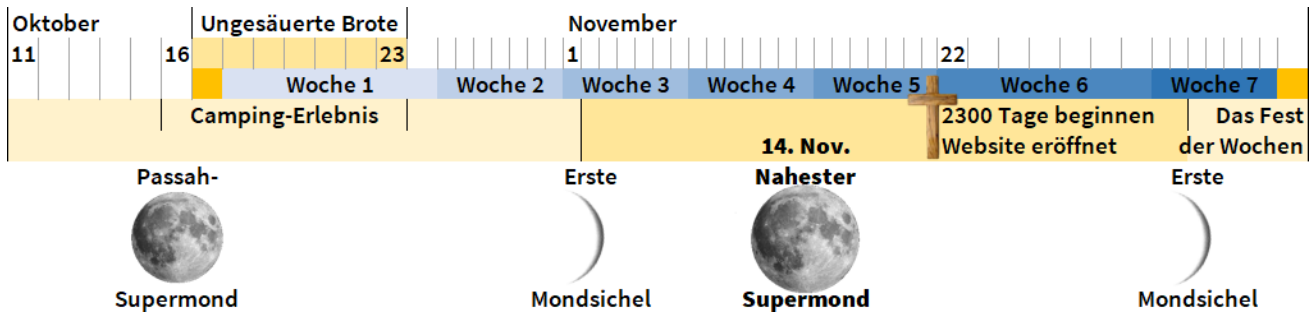 Oktober
Ungesäuerte Brote
November
11
16
23
1
22
Woche 1
Woche 2
Woche 3
Woche 4
Woche 5
Woche 6
Woche 7
Camping-Erlebnis
2300 Tage beginnen
Das Fest
14. Nov.
Website eröffnet
der Wochen
Passah-
Erste
Nahester
Erste
Supermond
Mondsichel
Supermond
Mondsichel